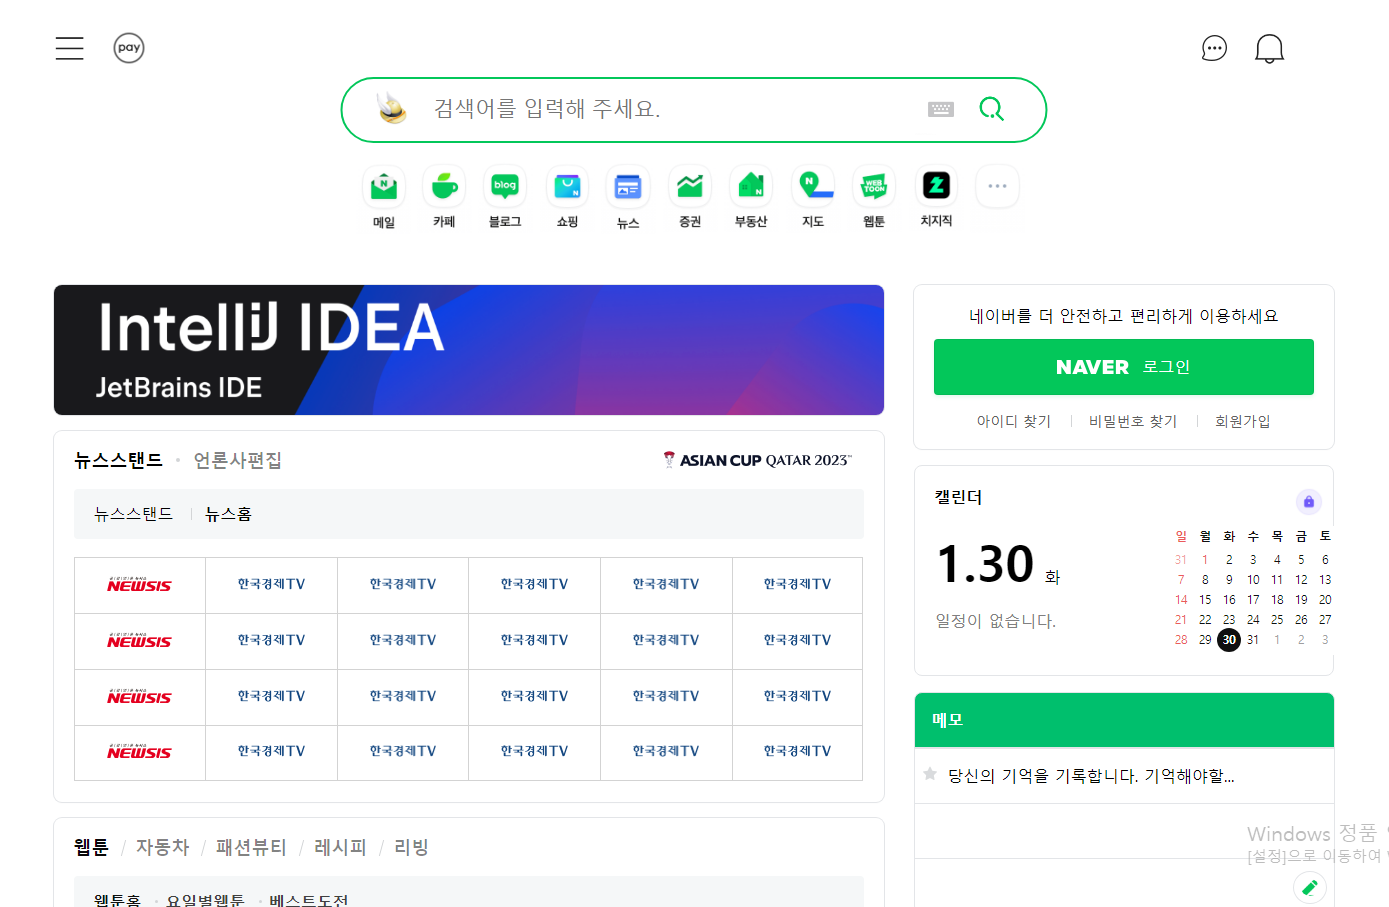 pay
검색어를 입력해 주세요.
N blog N N WEB TOON
메일 카페 블로그 쇼핑 뉴스 증권 부동산 지도 웹툰 치지직
IntelliJ IDEA
JetBrains IDE
네이버를 더 안전하고 편리하게 이용하세요
NAVER 로그인
아이디 찾기 비밀번호 찾기 회원가입
뉴스스탠드 언론사편집 ASIAN CUP QATAR 2023
뉴스스탠드 뉴스홈
NEWSIS 한국경제TV 한국경제TV 한국경제TV 한국경제TV 한국경제TV
NEWSIS 한국경제TV 한국경제TV 한국경제TV 한국경제TV 한국경제TV
NEWSIS 한국경제TV 한국경제TV 한국경제TV 한국경제TV 한국경제TV
NEWSIS 한국경제TV 한국경제TV 한국경제TV 한국경제TV 한국경제TV
캘린더
1.30 화
일정이 없습니다.
일 월 화 수 목 금 토
31 1 2 3 4 5 6
7 8 9 10 11 12 13
14 15 16 17 18 19 20
21 22 23 24 25 26 27
28 29 30 31 1 2 3
메모
당신의 기억을 기록합니다. 기억해야할...
웹툰 / 자동차 / 패션뷰티 / 레시피 / 리빙
웹툰홈 요일별웹툰 베스트도전
Windows 정품
[설정]으로 이동하여